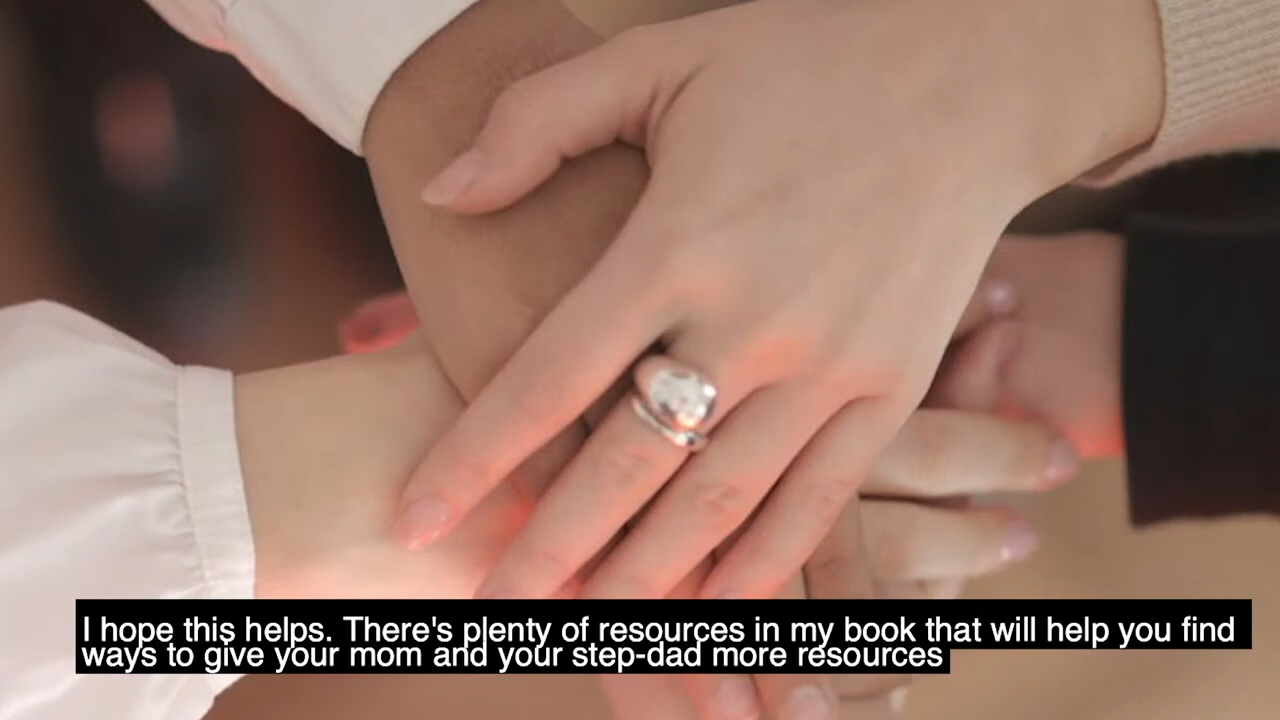 I hope this helps. There's plenty of resources in my book that will help you find
ways to give your mom and your step-dad more resources